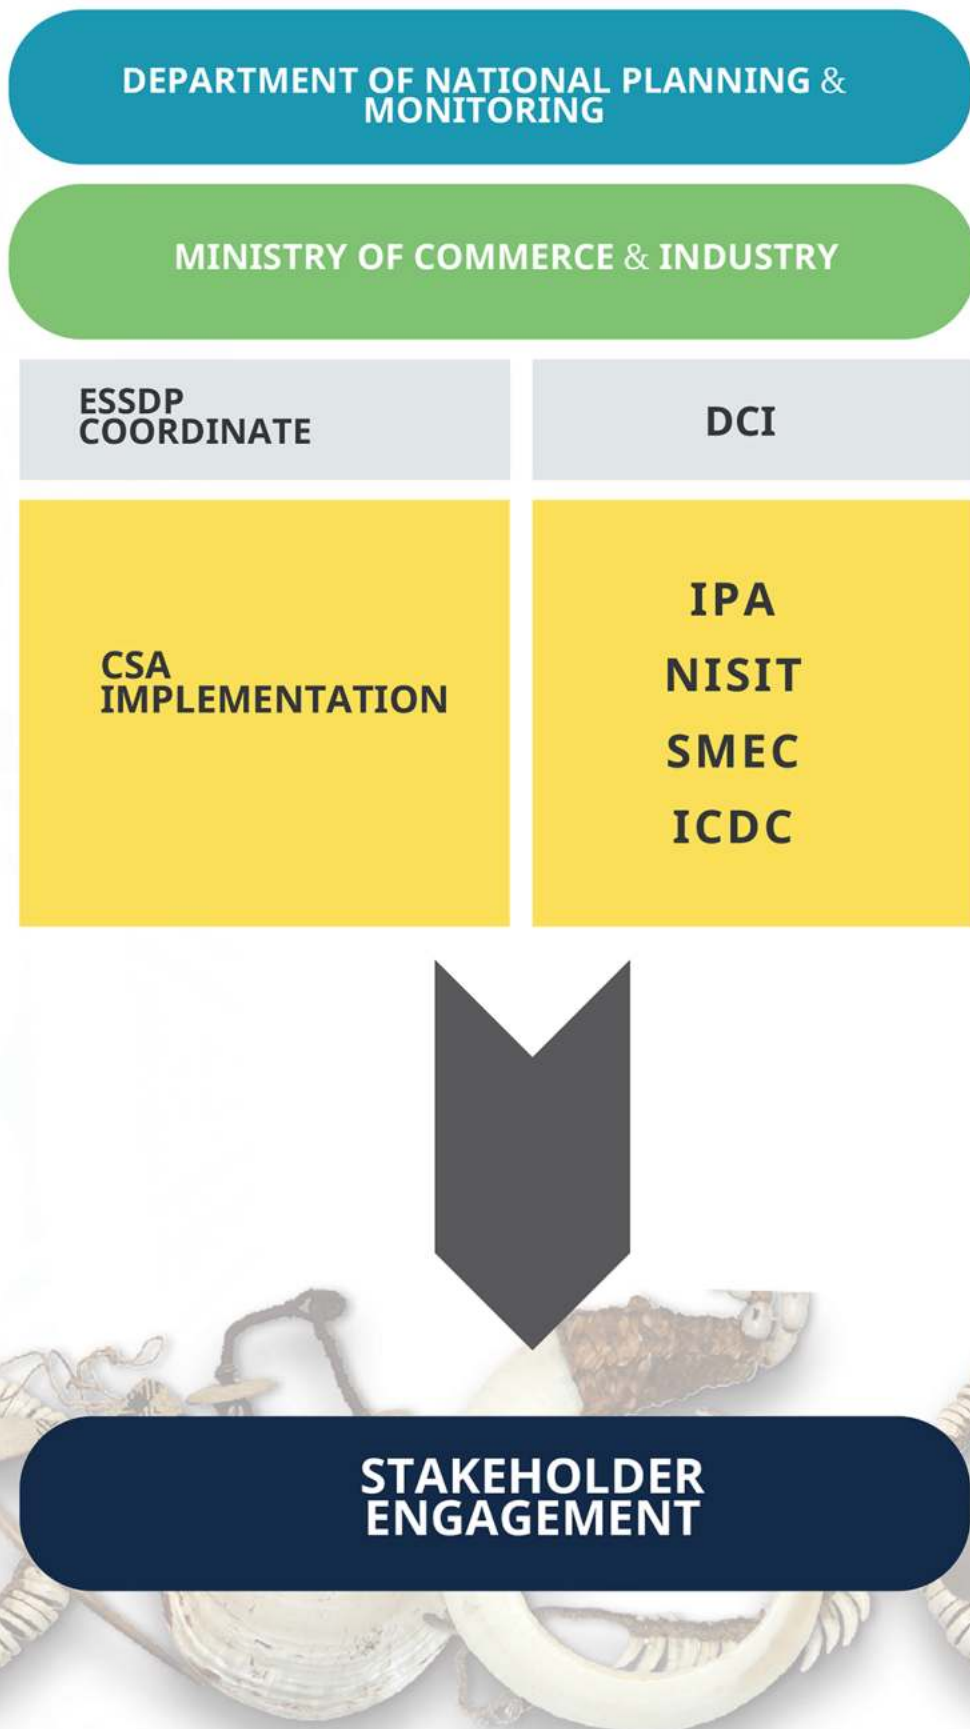 DEPARTMENT OF NATIONAL PLANNING &
MONITORING
MINISTRY OF COMMERCE & INDUSTRY
ESSDP
COORDINATE
DCI
CSA
IMPLEMENTATION
IPA
NISIT
SMEC
ICDC
STAKEHOLDER
ENGAGEMENT